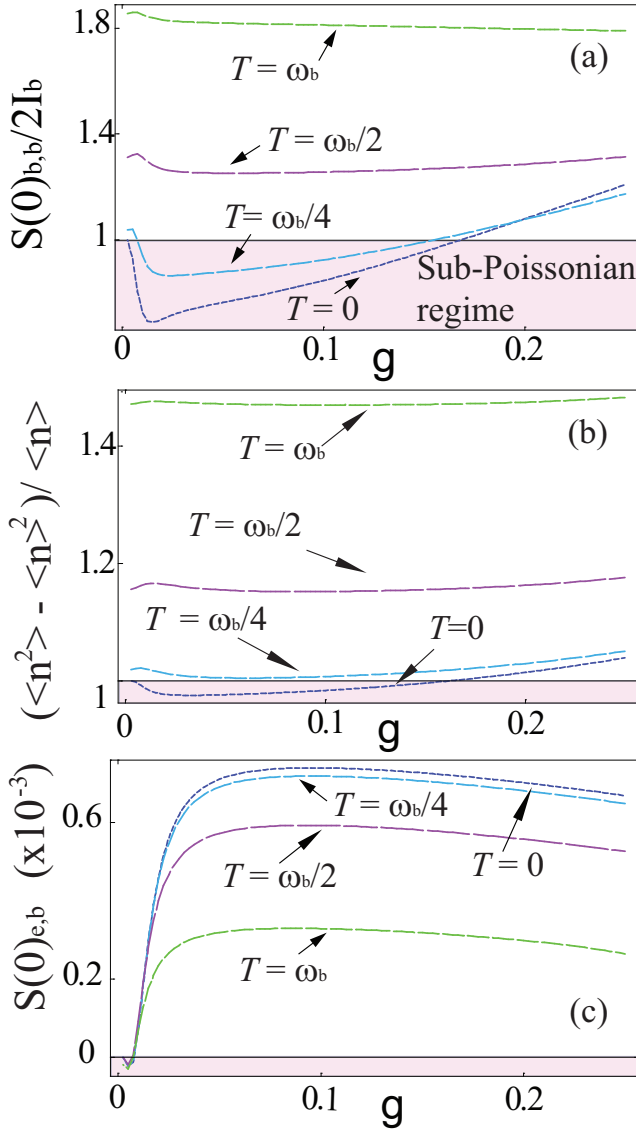 1.8
(a)
T = ωb
S(0)b,b/2Ib
1.4
T = ωb/2
T= ωb/4
1
Sub-Poissonian
regime
T = 0
0
0.1
0.2
g
(b)
T = ωb
1.4
(<n²> - <n>²)/ <n>
T = ωb/2
1.2
T = ωb/4
T=0
1
0
0.1
0.2
g
S(0)e,b (x10⁻³)
0.6
T = ωb/4
T = ωb/2
T = 0
0.2
T = ωb
(c)
0
0
0.1
0.2
g